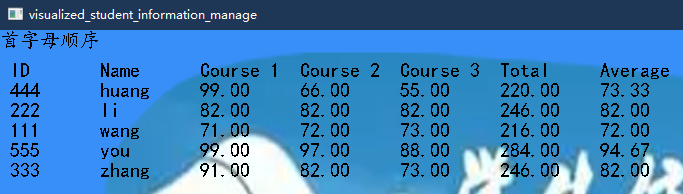 visualized_student_information_manage
首字母顺序
ID Name Course 1 Course 2 Course 3 Total Average
444 huang 99.00 66.00 55.00 220.00 73.33
222 li 82.00 82.00 82.00 246.00 82.00
111 wang 71.00 72.00 73.00 216.00 72.00
555 you 99.00 97.00 88.00 284.00 94.67
333 zhang 91.00 82.00 73.00 246.00 82.00